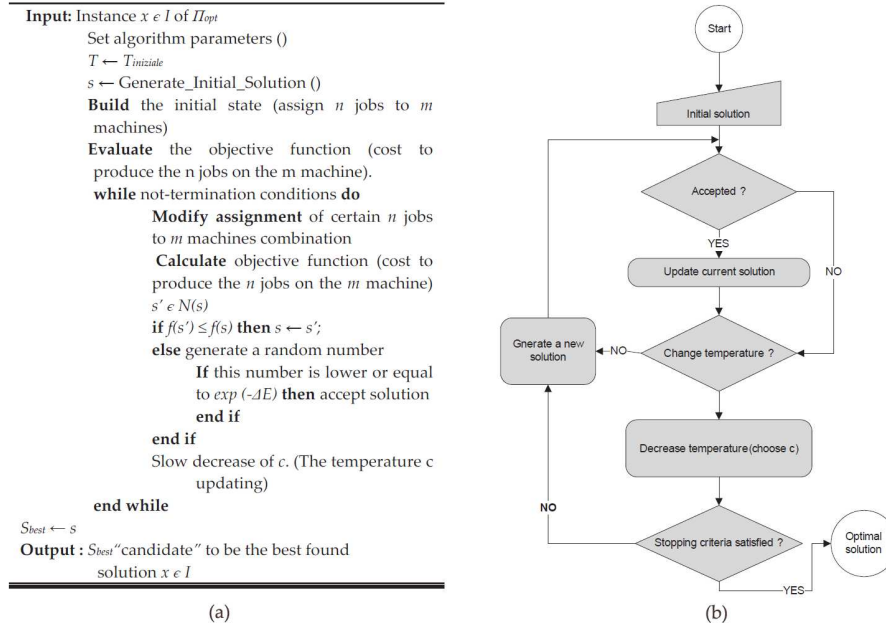 Input: Instance x ϵ I of Πopt
Set algorithm parameters ()
T ← Tiniziale
s ← Generate_Initial_Solution ()
Build the initial state (assign n jobs to m
machines)
Evaluate the objective function (cost to
produce the n jobs on the m machine).
while not-termination conditions do
Modify assignment of certain n jobs
to m machines combination
Calculate objective function (cost to
produce the n jobs on the m machine)
s' ϵ N(s)
if f(s') ≤ f(s) then s ← s';
else generate a random number
If this number is lower or equal
to exp (-ΔE) then accept solution
end if
end if
Slow decrease of c. (The temperature c
updating)
end while
Sbest ← s
Output : Sbest "candidate" to be the best found
solution x ϵ I
(a)
Start
Initial solution
Accepted ?
YES
NO
Update current solution
Gnerate a new
solution
NO
Change temperature ?
Decrease temperature(choose c)
NO
Stopping criteria satisfied ?
Optimal
solution
YES
(b)